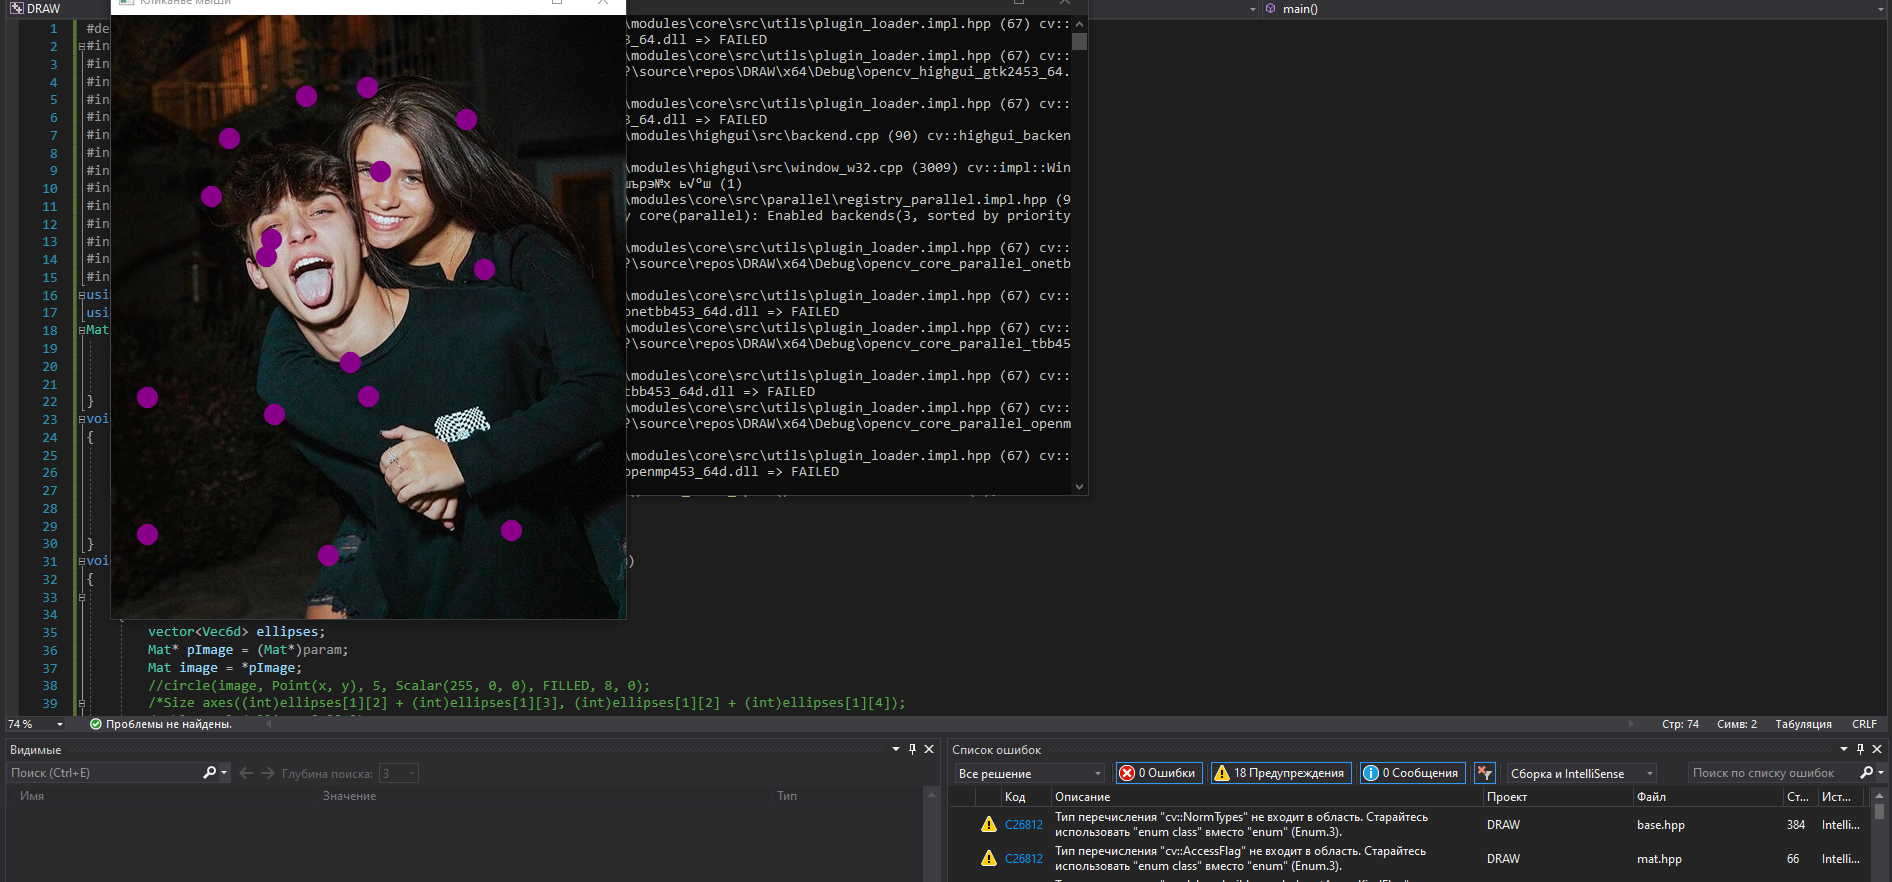 DRAW
main()
Кликанье мыши
1 #de
2 #in
3 #in
4 #in
5 #in
6 #in
7 #in
8 #in
9 #in
10 #in
11 #in
12 #in
13 #in
14 #in
15 #in
16 usi
17 usi
18 Mat
19
20
21
22 }
23 voi
24 {
25
26
27
28
29
30 }
31 voi
32 {
33
34
35 vector<Vec6d> ellipses;
36 Mat* pImage = (Mat*)param;
37 Mat image = *pImage;
38 //circle(image, Point(x, y), 5, Scalar(255, 0, 0), FILLED, 8, 0);
39 /*Size axes((int)ellipses[1][2] + (int)ellipses[1][3], (int)ellipses[1][2] + (int)ellipses[1][4]);
\modules\core\src\utils\plugin_loader.impl.hpp (67) cv::
3_64.dll => FAILED
\modules\core\src\utils\plugin_loader.impl.hpp (67) cv::
P\source\repos\DRAW\x64\Debug\opencv_highgui_gtk2453_64.
\modules\core\src\utils\plugin_loader.impl.hpp (67) cv::
3_64.dll => FAILED
\modules\highgui\src\backend.cpp (90) cv::highgui_backen
\modules\highgui\src\window_w32.cpp (3009) cv::impl::Win
шърэ№х ь√°ш (1)
\modules\core\src\parallel\registry_parallel.impl.hpp (9
y core(parallel): Enabled backends(3, sorted by priority
\modules\core\src\utils\plugin_loader.impl.hpp (67) cv::
P\source\repos\DRAW\x64\Debug\opencv_core_parallel_onetb
\modules\core\src\utils\plugin_loader.impl.hpp (67) cv::
onetbb453_64d.dll => FAILED
\modules\core\src\utils\plugin_loader.impl.hpp (67) cv::
P\source\repos\DRAW\x64\Debug\opencv_core_parallel_tbb45
\modules\core\src\utils\plugin_loader.impl.hpp (67) cv::
tbb453_64d.dll => FAILED
\modules\core\src\utils\plugin_loader.impl.hpp (67) cv::
P\source\repos\DRAW\x64\Debug\opencv_core_parallel_openm
\modules\core\src\utils\plugin_loader.impl.hpp (67) cv::
openmp453_64d.dll => FAILED
)
74 % Проблемы не найдены. Стр: 74 Симв: 2 Табуляция CRLF
Видимые
Поиск (Ctrl+E) Глубина поиска: 3
Имя Значение Тип
Список ошибок
Все решение 0 Ошибки 18 Предупреждения 0 Сообщения Сборка и IntelliSense Поиск по списку ошибок
Код Описание Проект Файл Ст... Ист...
C26812 Тип перечисления "cv::NormTypes" не входит в область. Старайтесь использовать "enum class" вместо "enum" (Enum.3). DRAW base.hpp 384 Intelli...
C26812 Тип перечисления "cv::AccessFlag" не входит в область. Старайтесь использовать "enum class" вместо "enum" (Enum.3). DRAW mat.hpp 66 Intelli...